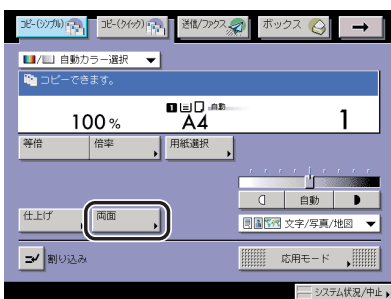 コピー(シンプル)
コピー(クイック)
送信/ファクス
ボックス
自動カラー選択
コピーできます。
1 自動
100 % A4 1
等倍
倍率
用紙選択
自動
仕上げ
両面
文字/写真/地図
割り込み
応用モード
システム状況/中止